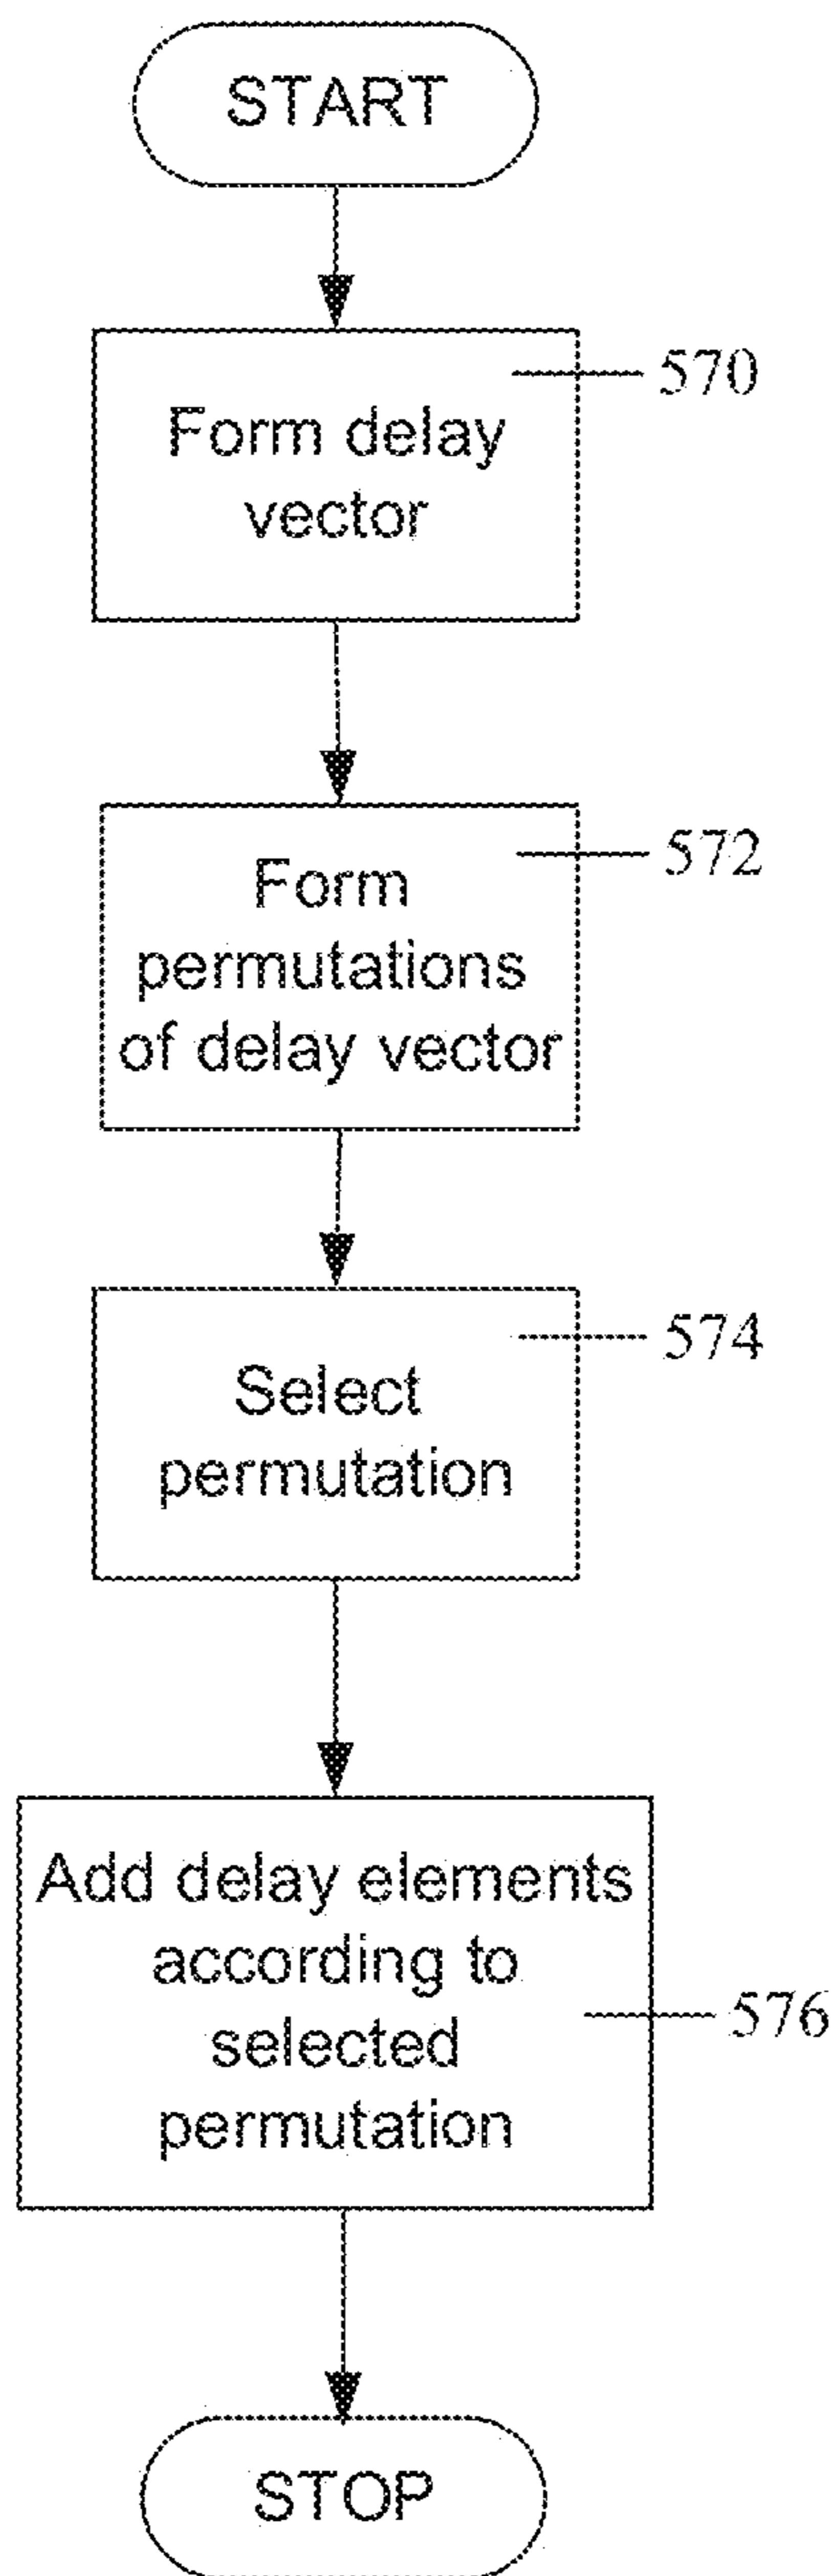 START
570
Form delay
vector
572
Form
permutations
of delay vector
574
Select
permutation
Add delay elements
according to
selected
576
permutation
STOP